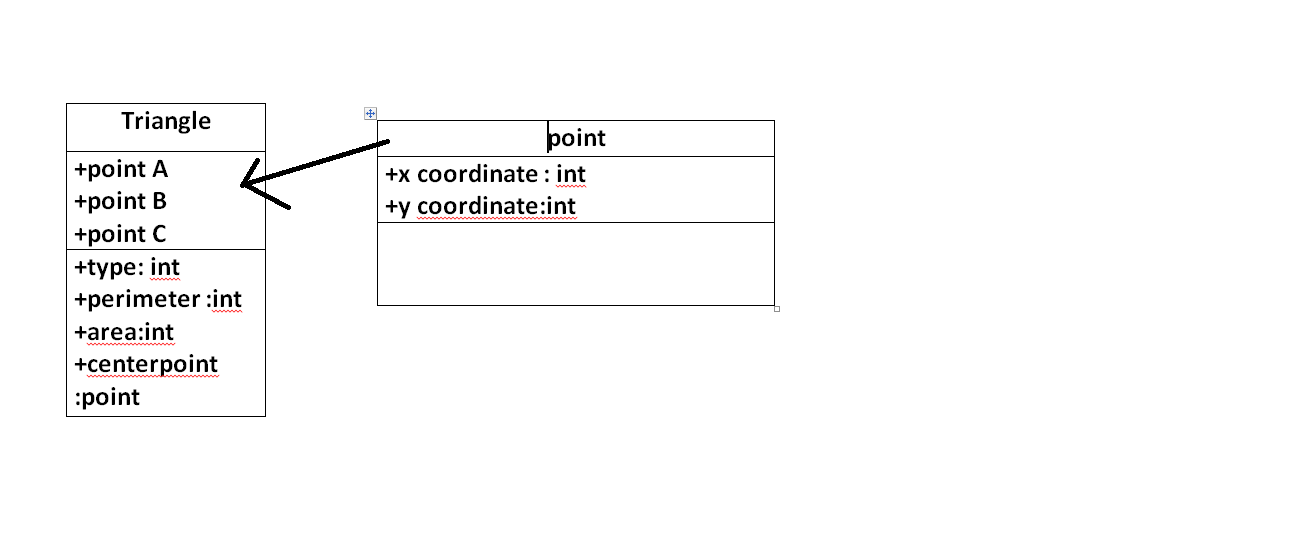 Triangle
+point A
+point B
+point C
+type: int
+perimeter :int
+area:int
+centerpoint
:point
point
+x coordinate : int
+y coordinate:int